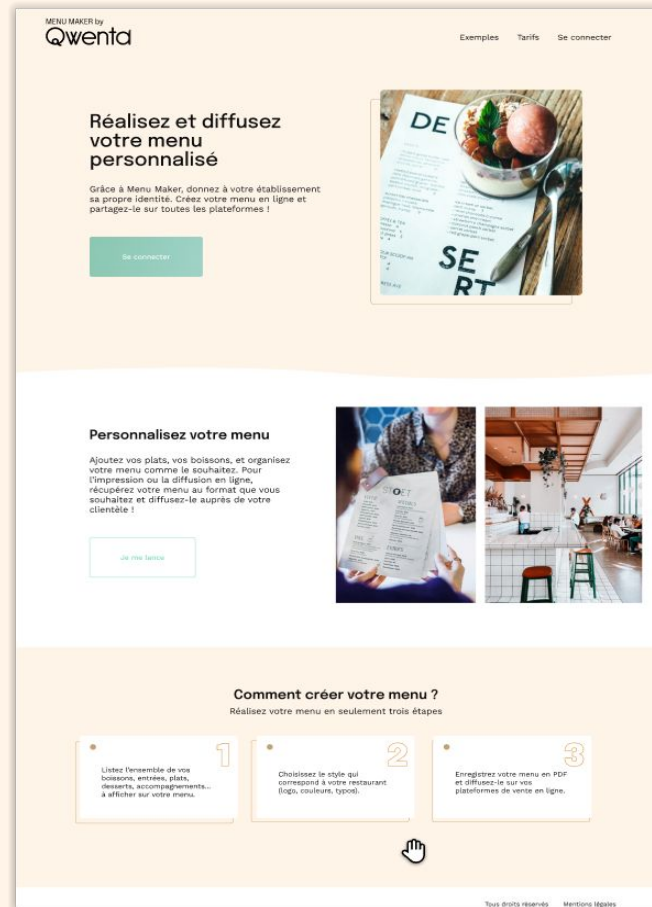 MENU MAKER by
Qwenta
Exemples Tarifs Se connecter
Réalisez et diffusez
votre menu
personnalisé
Grâce à Menu Maker, donnez à votre établissement
sa propre identité. Créez votre menu en ligne et
partagez-le sur toutes les plateformes !
Se connecter
DE
SE
RT
Personnalisez votre menu
Ajoutez vos plats, vos boissons, et organisez
votre menu comme le souhaitez. Pour
l'impression ou la diffusion en ligne,
récupérez votre menu au format que vous
souhaitez et diffusez-le auprès de votre
clientèle !
Je me lance
Comment créer votre menu ?
Réalisez votre menu en seulement trois étapes
1
Listez l'ensemble de vos
boissons, entrées, plats,
desserts, accompagnements...
à afficher sur votre menu.
2
Choisissez le style qui
correspond à votre restaurant
(logo, couleurs, typos).
3
Enregistrez votre menu en PDF
et diffusez-le sur vos
plateformes de vente en ligne.
Tous droits réservés Mentions légales